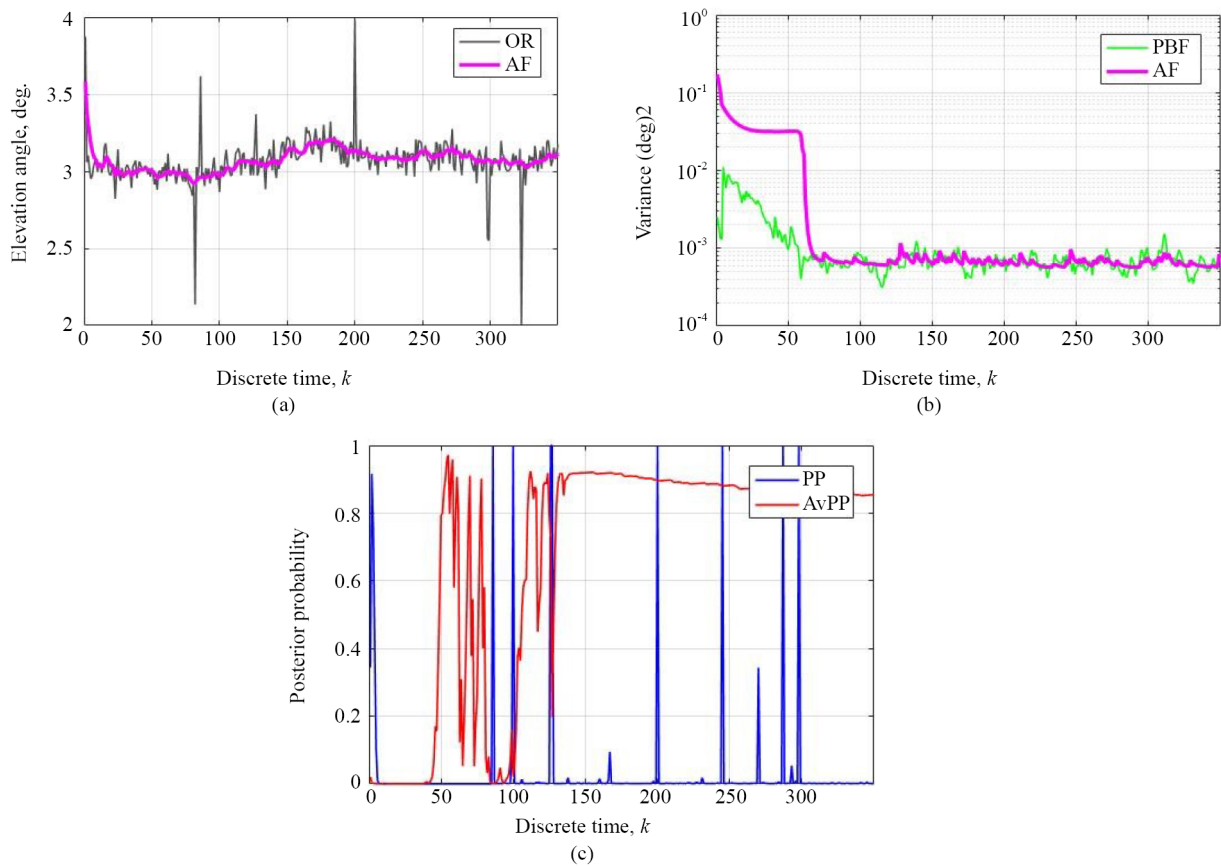 4
3.5
3
2.5
2
0
50
100
150
200
250
300
Elevation angle, deg.
OR
AF
Discrete time, k
(a)
10^0
10^-1
10^-2
10^-3
10^-4
0
50
100
150
200
250
300
Variance (deg)2
PBF
AF
Discrete time, k
(b)
1
0.8
0.6
0.4
0.2
0
0
50
100
150
200
250
300
Posterior probability
PP
AvPP
Discrete time, k
(c)